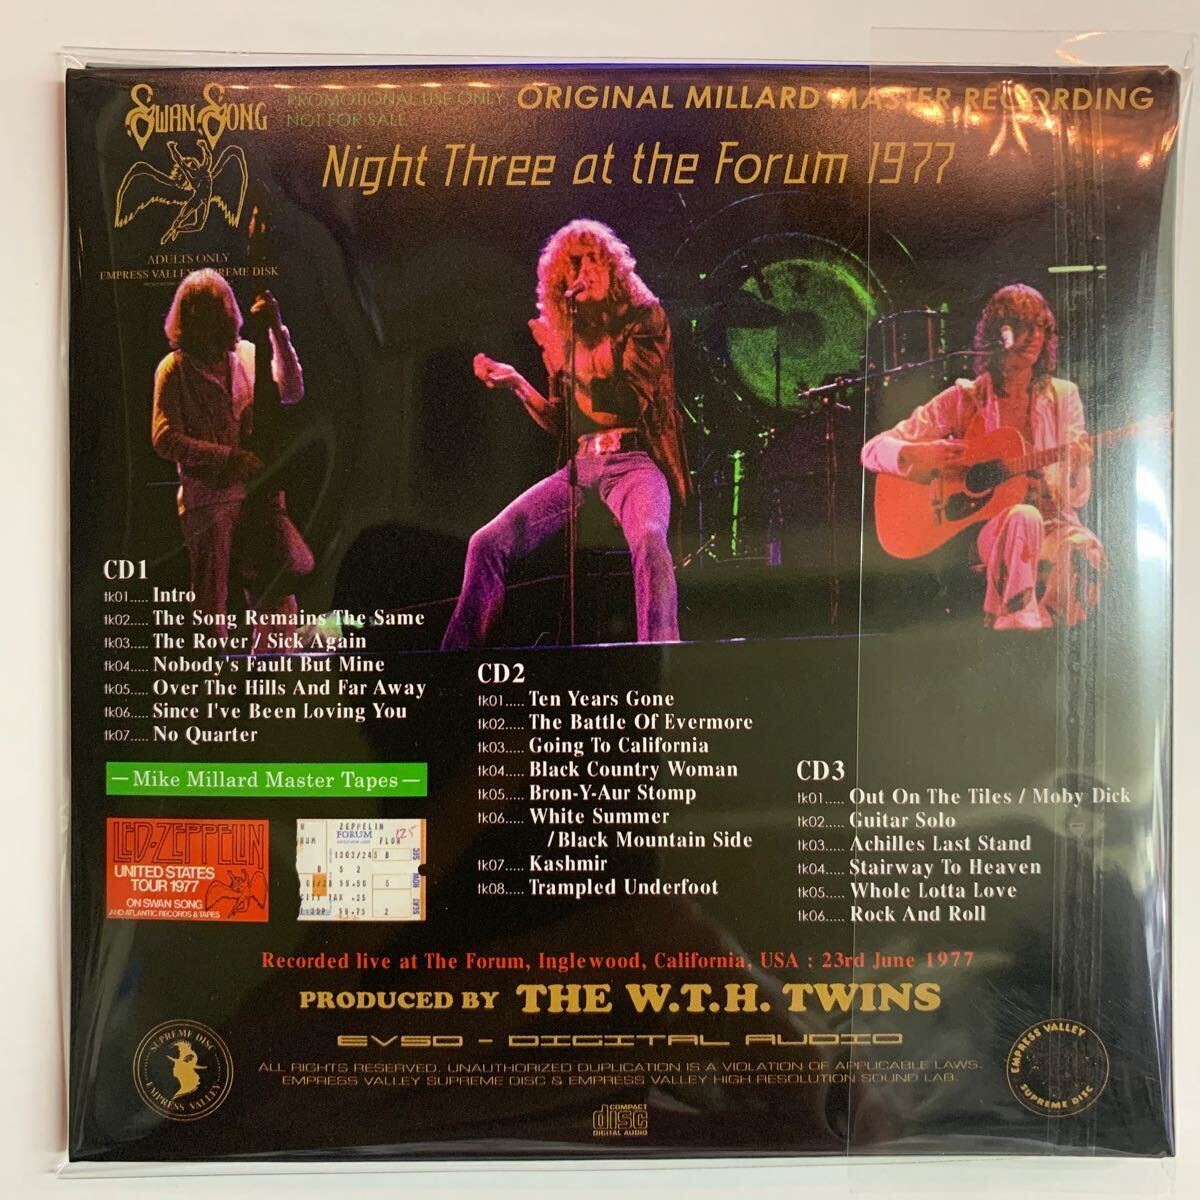 SWAN SONG
PROMOTIONAL USE ONLY
NOT FOR SALE
ORIGINAL MILLARD MASTER RECORDING
Night Three at the Forum 1977
ADULTS ONLY
EMPRESS VALLEY SUPREME DISK
CD1
tk01..... Intro
tk02..... The Song Remains The Same
tk03..... The Rover / Sick Again
tk04..... Nobody's Fault But Mine
tk05..... Over The Hills And Far Away
tk06..... Since I've Been Loving You
tk07..... No Quarter
— Mike Millard Master Tapes —
CD2
tk01..... Ten Years Gone
tk02..... The Battle Of Evermore
tk03..... Going To California
tk04..... Black Country Woman
tk05..... Bron-Y-Aur Stomp
tk06..... White Summer
/Black Mountain Side
tk07..... Kashmir
tk08..... Trampled Underfoot
CD3
tk01..... Out On The Tiles / Moby Dick
tk02..... Guitar Solo
tk03..... Achilles Last Stand
tk04..... Stairway To Heaven
tk05..... Whole Lotta Love
tk06..... Rock And Roll
LED-ZEPPELIN
UNITED STATES
TOUR 1977
ON SWAN SONG
AND ATLANTIC RECORDS & TAPES
ZEPPELIN
FORUM
125
Recorded live at The Forum, Inglewood, California, USA : 23rd June 1977
PRODUCED BY THE W.T.H. TWINS
EVSD - DIGITAL AUDIO
ALL RIGHTS RESERVED. UNAUTHORIZED DUPLICATION IS A VIOLATION OF APPLICABLE LAWS.
EMPRESS VALLEY SUPREME DISC & EMPRESS VALLEY HIGH RESOLUTION SOUND LAB.
SUPREME DISC
EMPRESS VALLEY
EMPRESS VALLEY
SUPREME DISC
COMPACT
disc
DIGITAL AUDIO